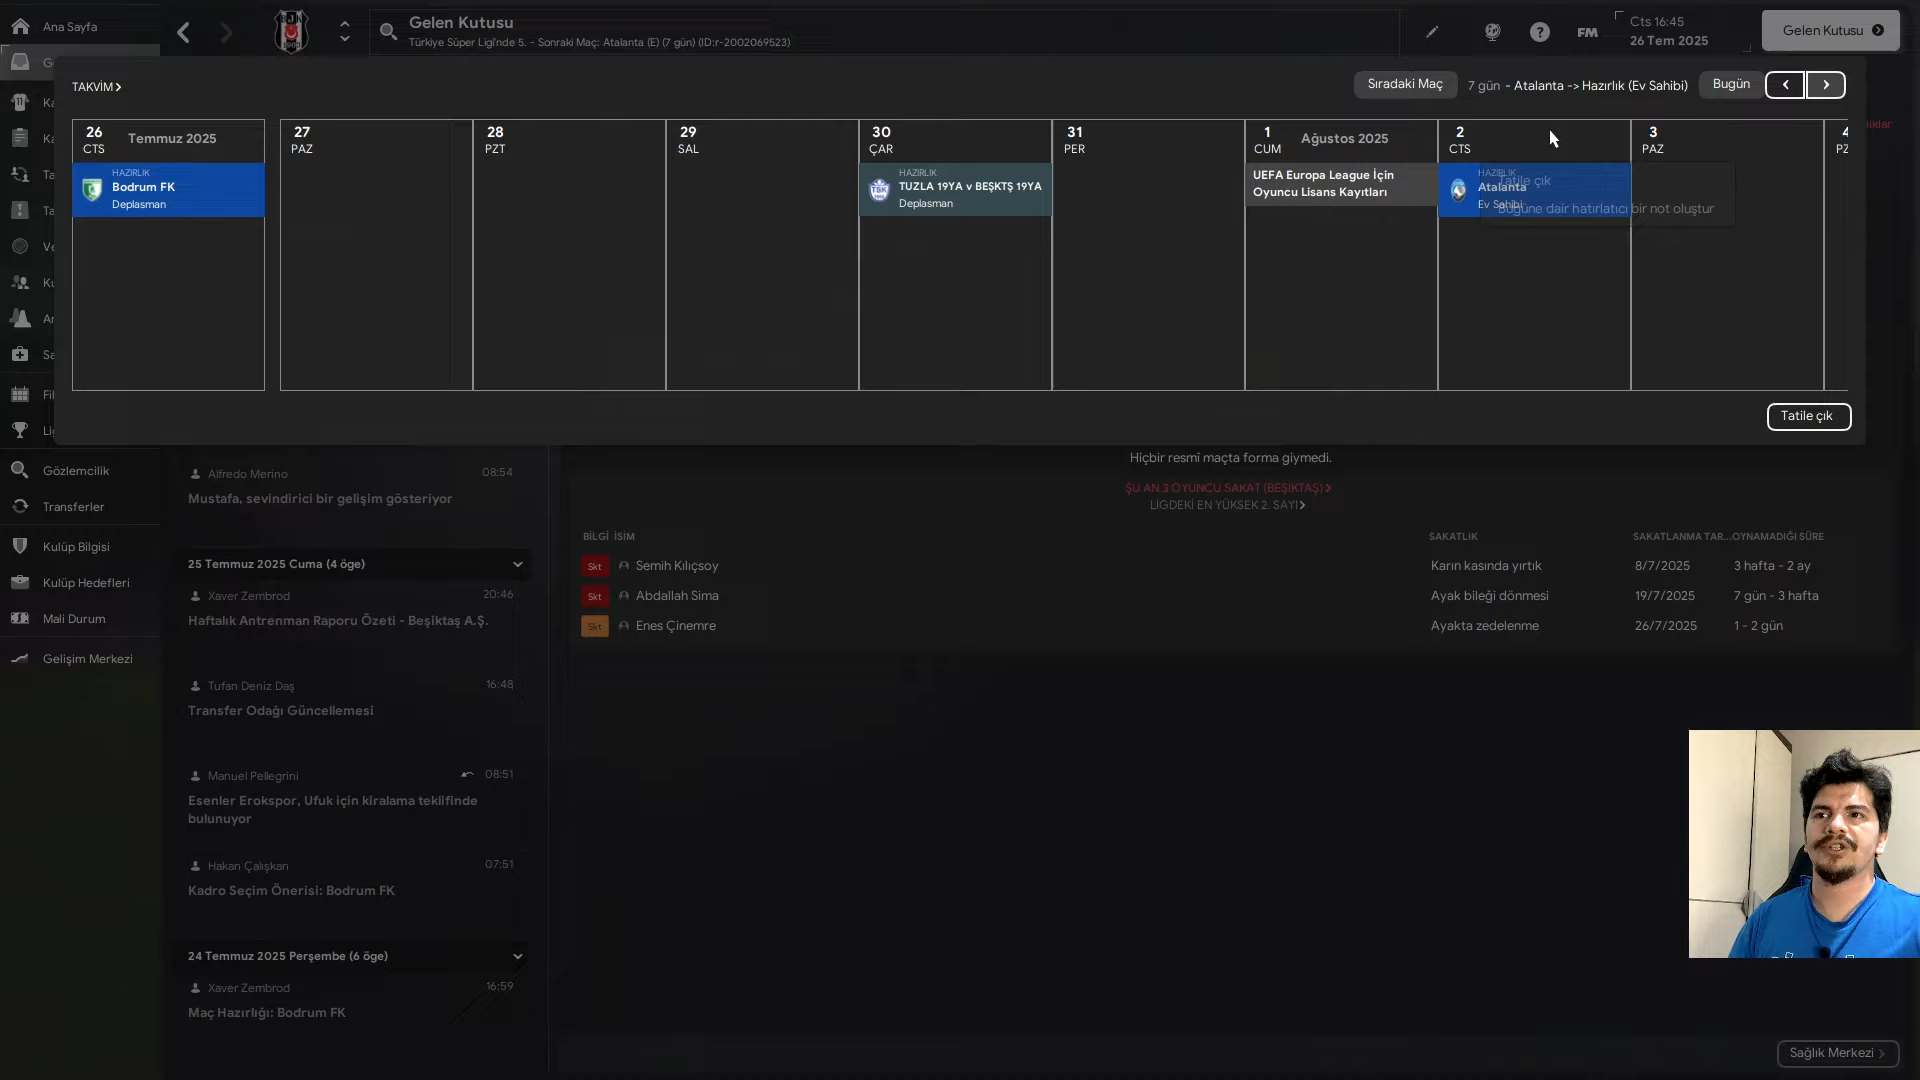 Ana Sayfa
Gelen Kutusu
Türkiye Süper Ligi'nde 5. - Sonraki Maç: Atalanta (E) (7 gün) (ID:r-2002069523)
FM
Cts 16:45
26 Tem 2025
Gelen Kutusu
TAKVİM
Sıradaki Maç
7 gün - Atalanta -> Hazırlık (Ev Sahibi)
Bugün
26
CTS
Temmuz 2025
27
PAZ
28
PZT
29
SAL
30
ÇAR
31
PER
1
CUM
Ağustos 2025
2
CTS
3
PAZ
4
HAZIRLIK
Bodrum FK
Deplasman
HAZIRLIK
TUZLA 19YA v BEŞKTŞ 19YA
Deplasman
UEFA Europa League İçin
Oyuncu Lisans Kayıtları
HAZIRLIK
Atalanta
Ev Sahibi
Tatile çık
Bugüne dair hatırlatıcı bir not oluştur
Tatile çık
Gözlemcilik
Transferler
Kulüp Bilgisi
Kulüp Hedefleri
Mali Durum
Gelişim Merkezi
Alfredo Merino
08:54
Mustafa, sevindirici bir gelişim gösteriyor
25 Temmuz 2025 Cuma (4 öge)
Xaver Zembrod
20:46
Haftalık Antrenman Raporu Özeti - Beşiktaş A.Ş.
Tufan Deniz Daş
16:48
Transfer Odağı Güncellemesi
Manuel Pellegrini
08:51
Esenler Erokspor, Ufuk için kiralama teklifinde
bulunuyor
Hakan Çalışkan
07:51
Kadro Seçim Önerisi: Bodrum FK
24 Temmuz 2025 Perşembe (6 öge)
Xaver Zembrod
16:59
Maç Hazırlığı: Bodrum FK
Hiçbir resmî maçta forma giymedi.
ŞU AN 3 OYUNCU SAKAT (BEŞİKTAŞ)
LİGDEKİ EN YÜKSEK 2. SAYI
BİLGİ İSİM
SAKATLIK
SAKATLANMA TAR...OYNAMADIĞI SÜRE
Skt Semih Kılıçsoy
Karın kasında yırtık
8/7/2025
3 hafta - 2 ay
Skt Abdallah Sima
Ayak bileği dönmesi
19/7/2025
7 gün - 3 hafta
Skt Enes Çinemre
Ayakta zedelenme
26/7/2025
1 - 2 gün
Sağlık Merkezi